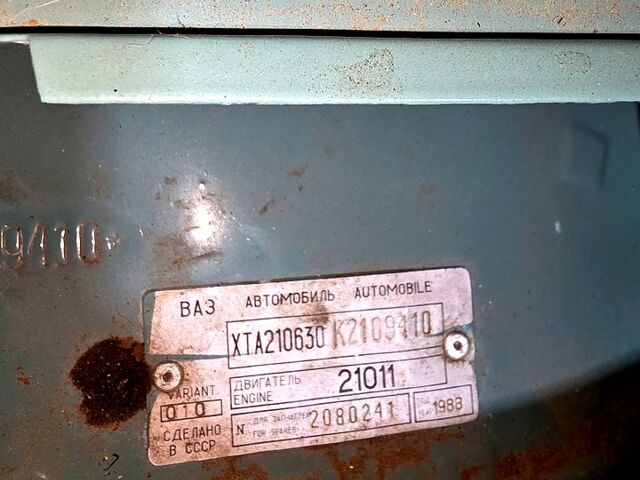 9410
ВАЗ АВТОМОБИЛЬ AUTOMOBILE
XTA210630 K2109410
ДВИГАТЕЛЬ 21011
ENGINE
VARIANT
010
N. ДЛЯ ЗАПЧАСТЕЙ 2080241 1988
FOR SPARES
СДЕЛАНО
В СССР